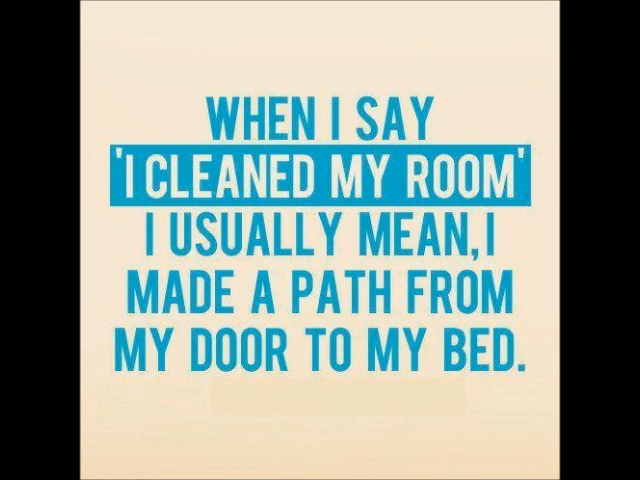 WHEN I SAY
'I CLEANED MY ROOM'
I USUALLY MEAN, I
MADE A PATH FROM
MY DOOR TO MY BED.